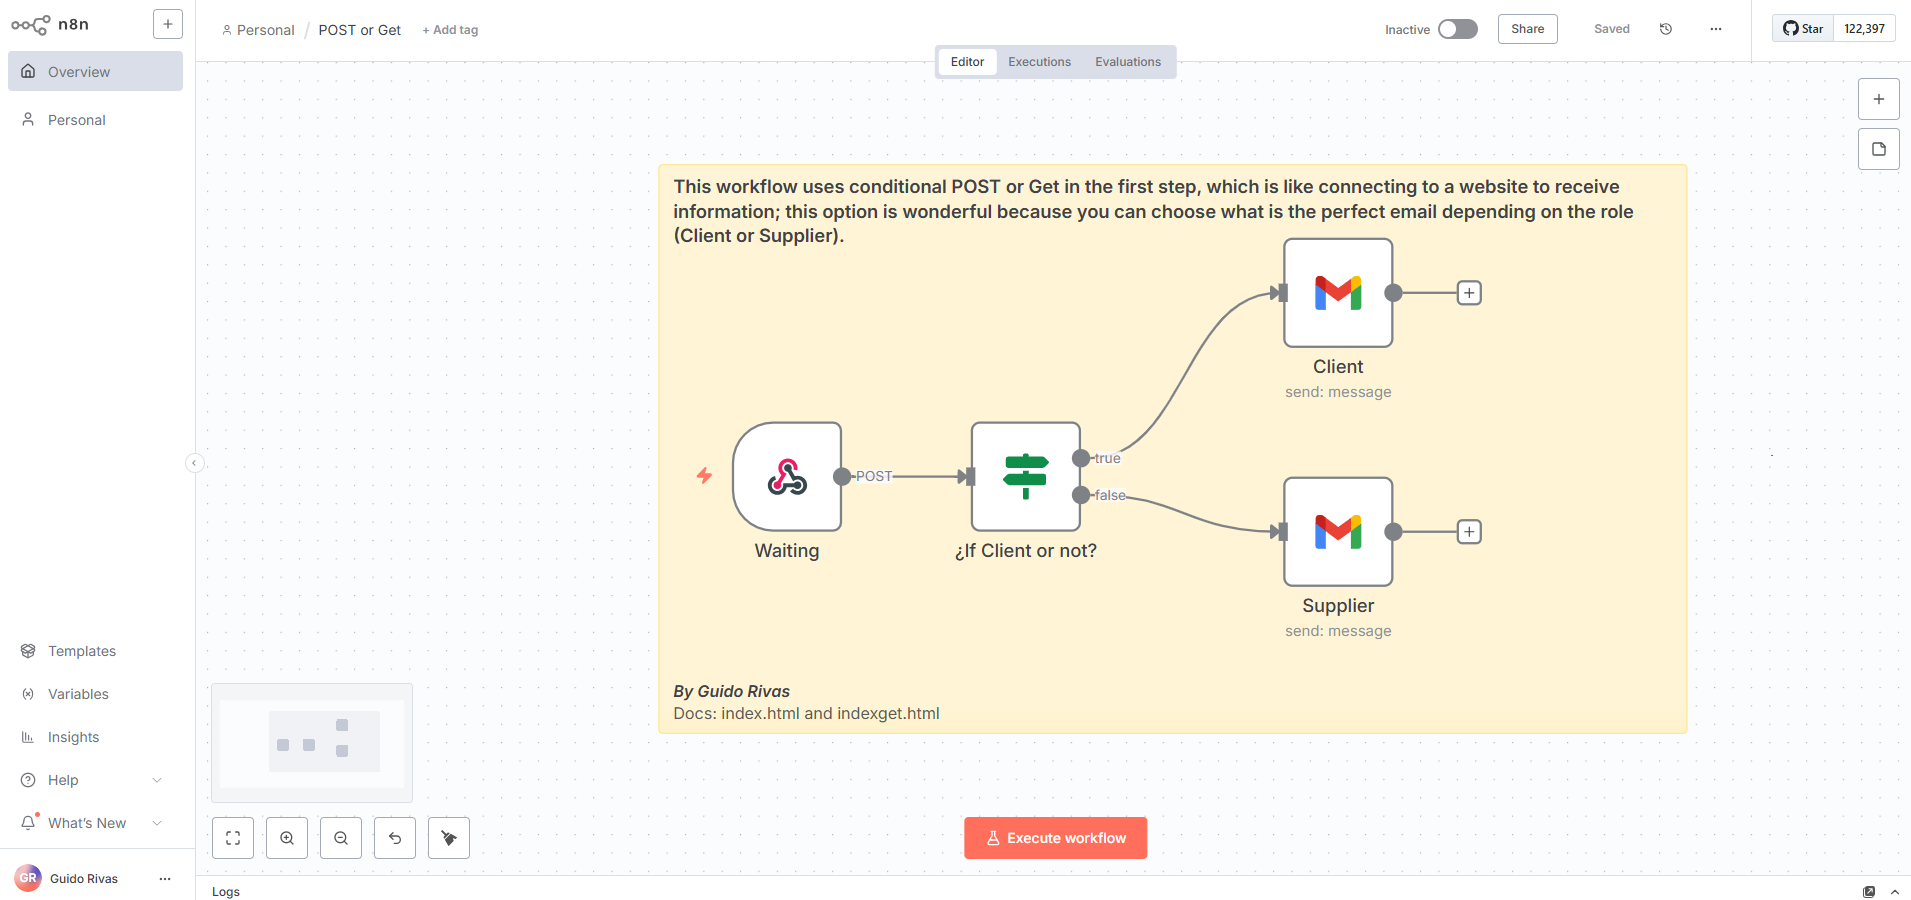 n8n
+
Personal / POST or Get + Add tag
Inactive
Share
Saved
...
Star 122,397
Editor Executions Evaluations
Overview
Personal
This workflow uses conditional POST or Get in the first step, which is like connecting to a website to receive
information; this option is wonderful because you can choose what is the perfect email depending on the role
(Client or Supplier).
Client
send: message
POST
true
false
Waiting
¿If Client or not?
Supplier
send: message
By Guido Rivas
Docs: index.html and indexget.html
Templates
Variables
Insights
Help
What's New
GR Guido Rivas ...
Execute workflow
Logs